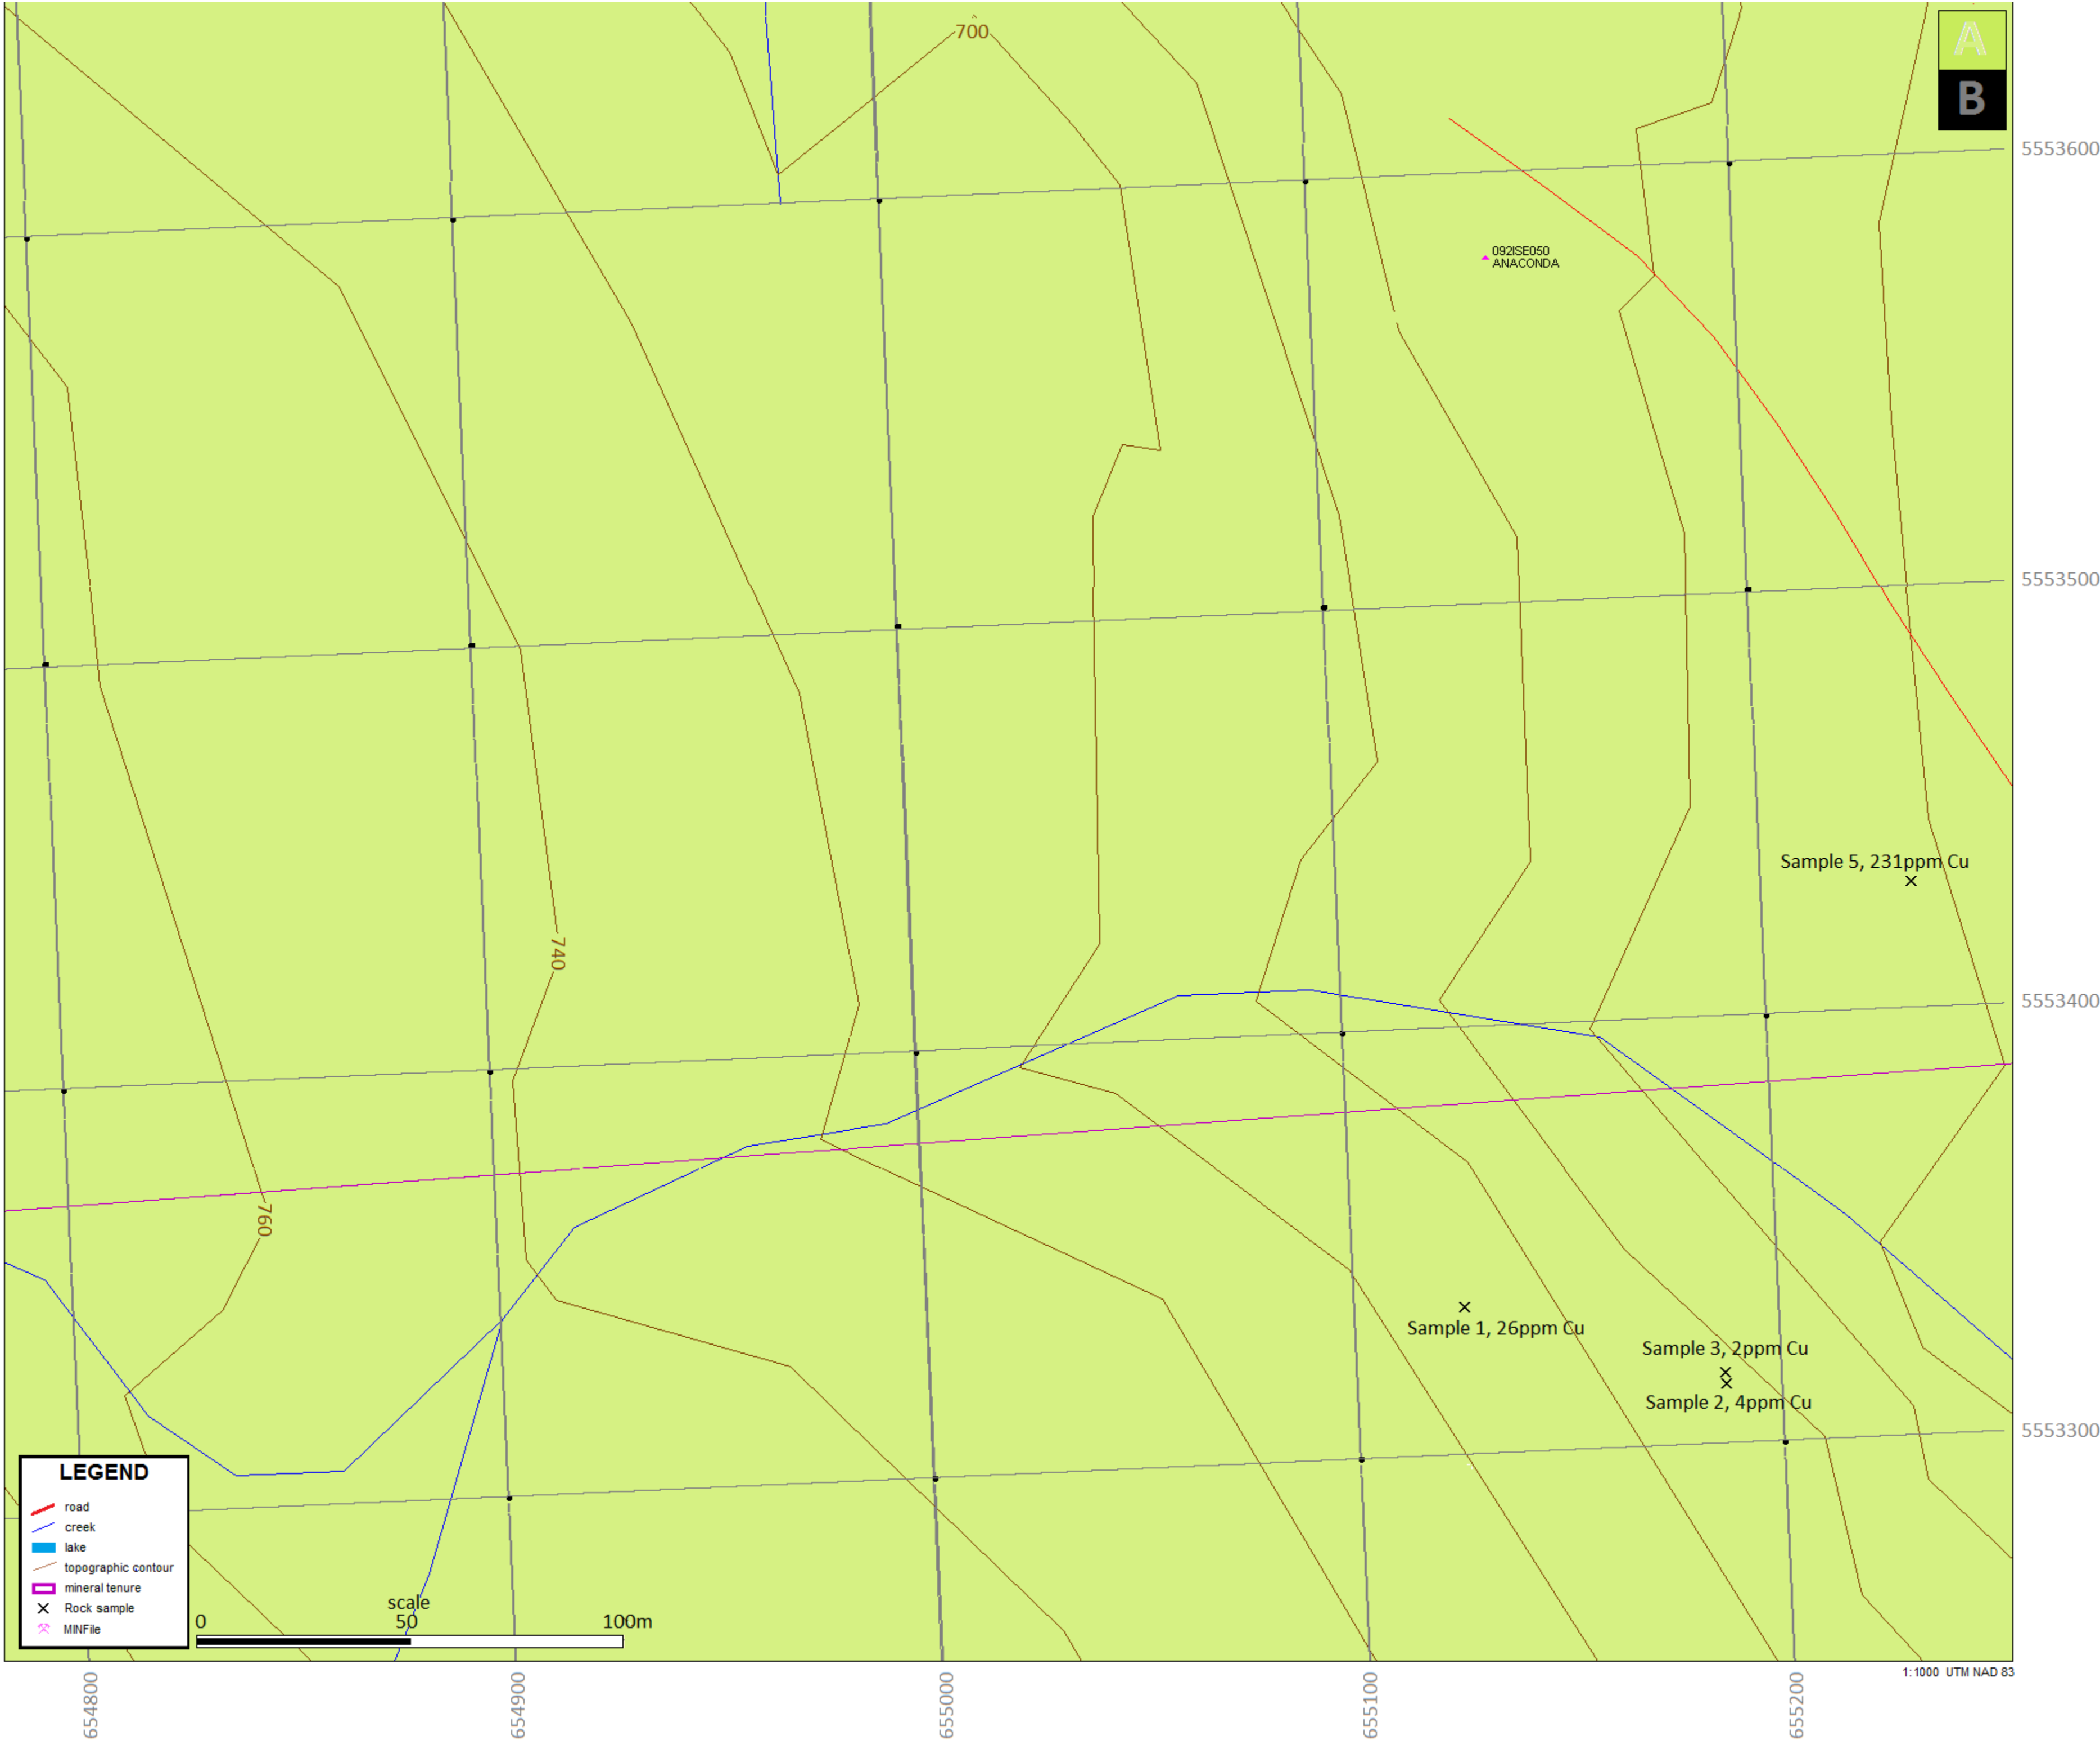 A
B
700
5553600
092ISE050
ANACONDA
5553500
Sample 5, 231ppm Cu
740
5553400
760
Sample 1, 26ppm Cu
Sample 3, 2ppm Cu
Sample 2, 4ppm Cu
5553300
LEGEND
road
creek
lake
topographic contour
mineral tenure
Rock sample
MINFile
scale
0 50 100m
1:1000 UTM NAD 83
654800
654900
655000
655100
655200